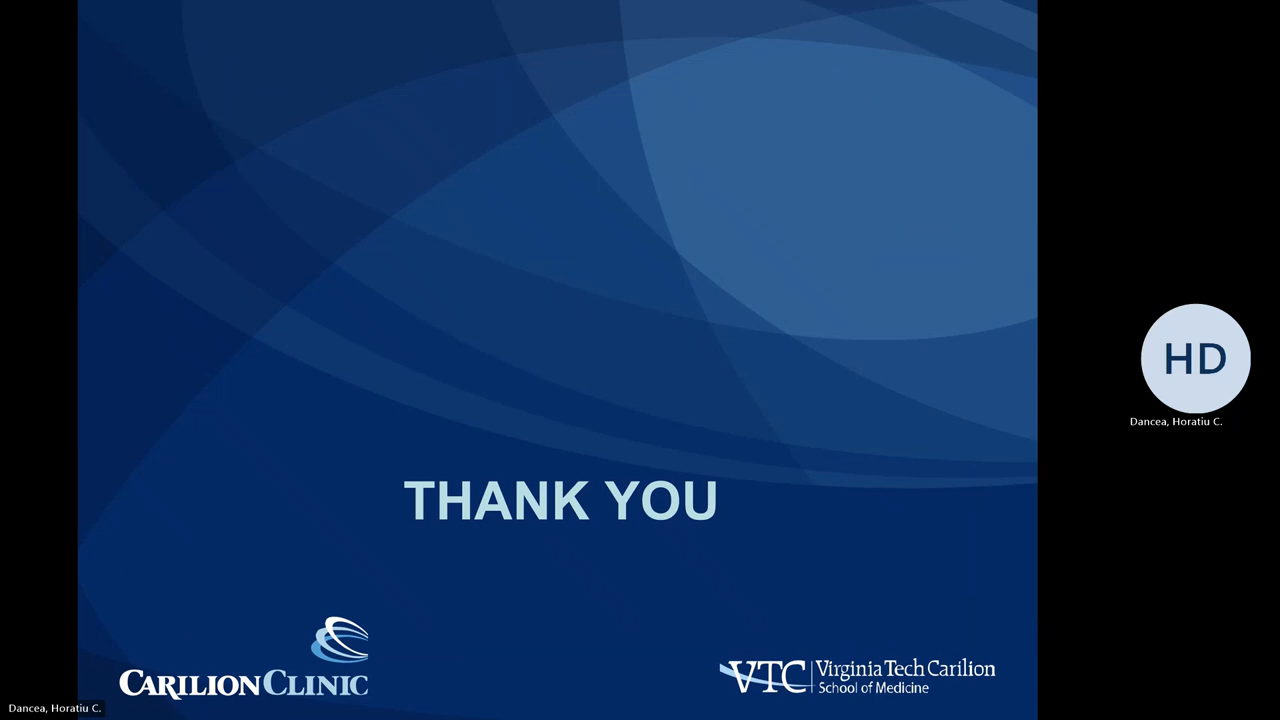 HD
Dancea, Horatiu C.
THANK YOU
CARILION CLINIC
VTC Virginia Tech Carilion
School of Medicine
Dancea, Horatiu C.